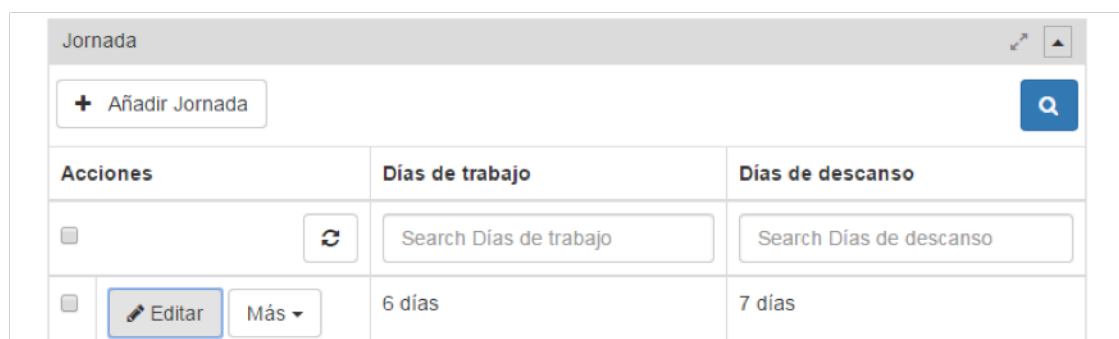 Jornada
Añadir Jornada
Acciones Días de trabajo Días de descanso
Search Días de trabajo Search Días de descanso
Editar Más 6 días 7 días